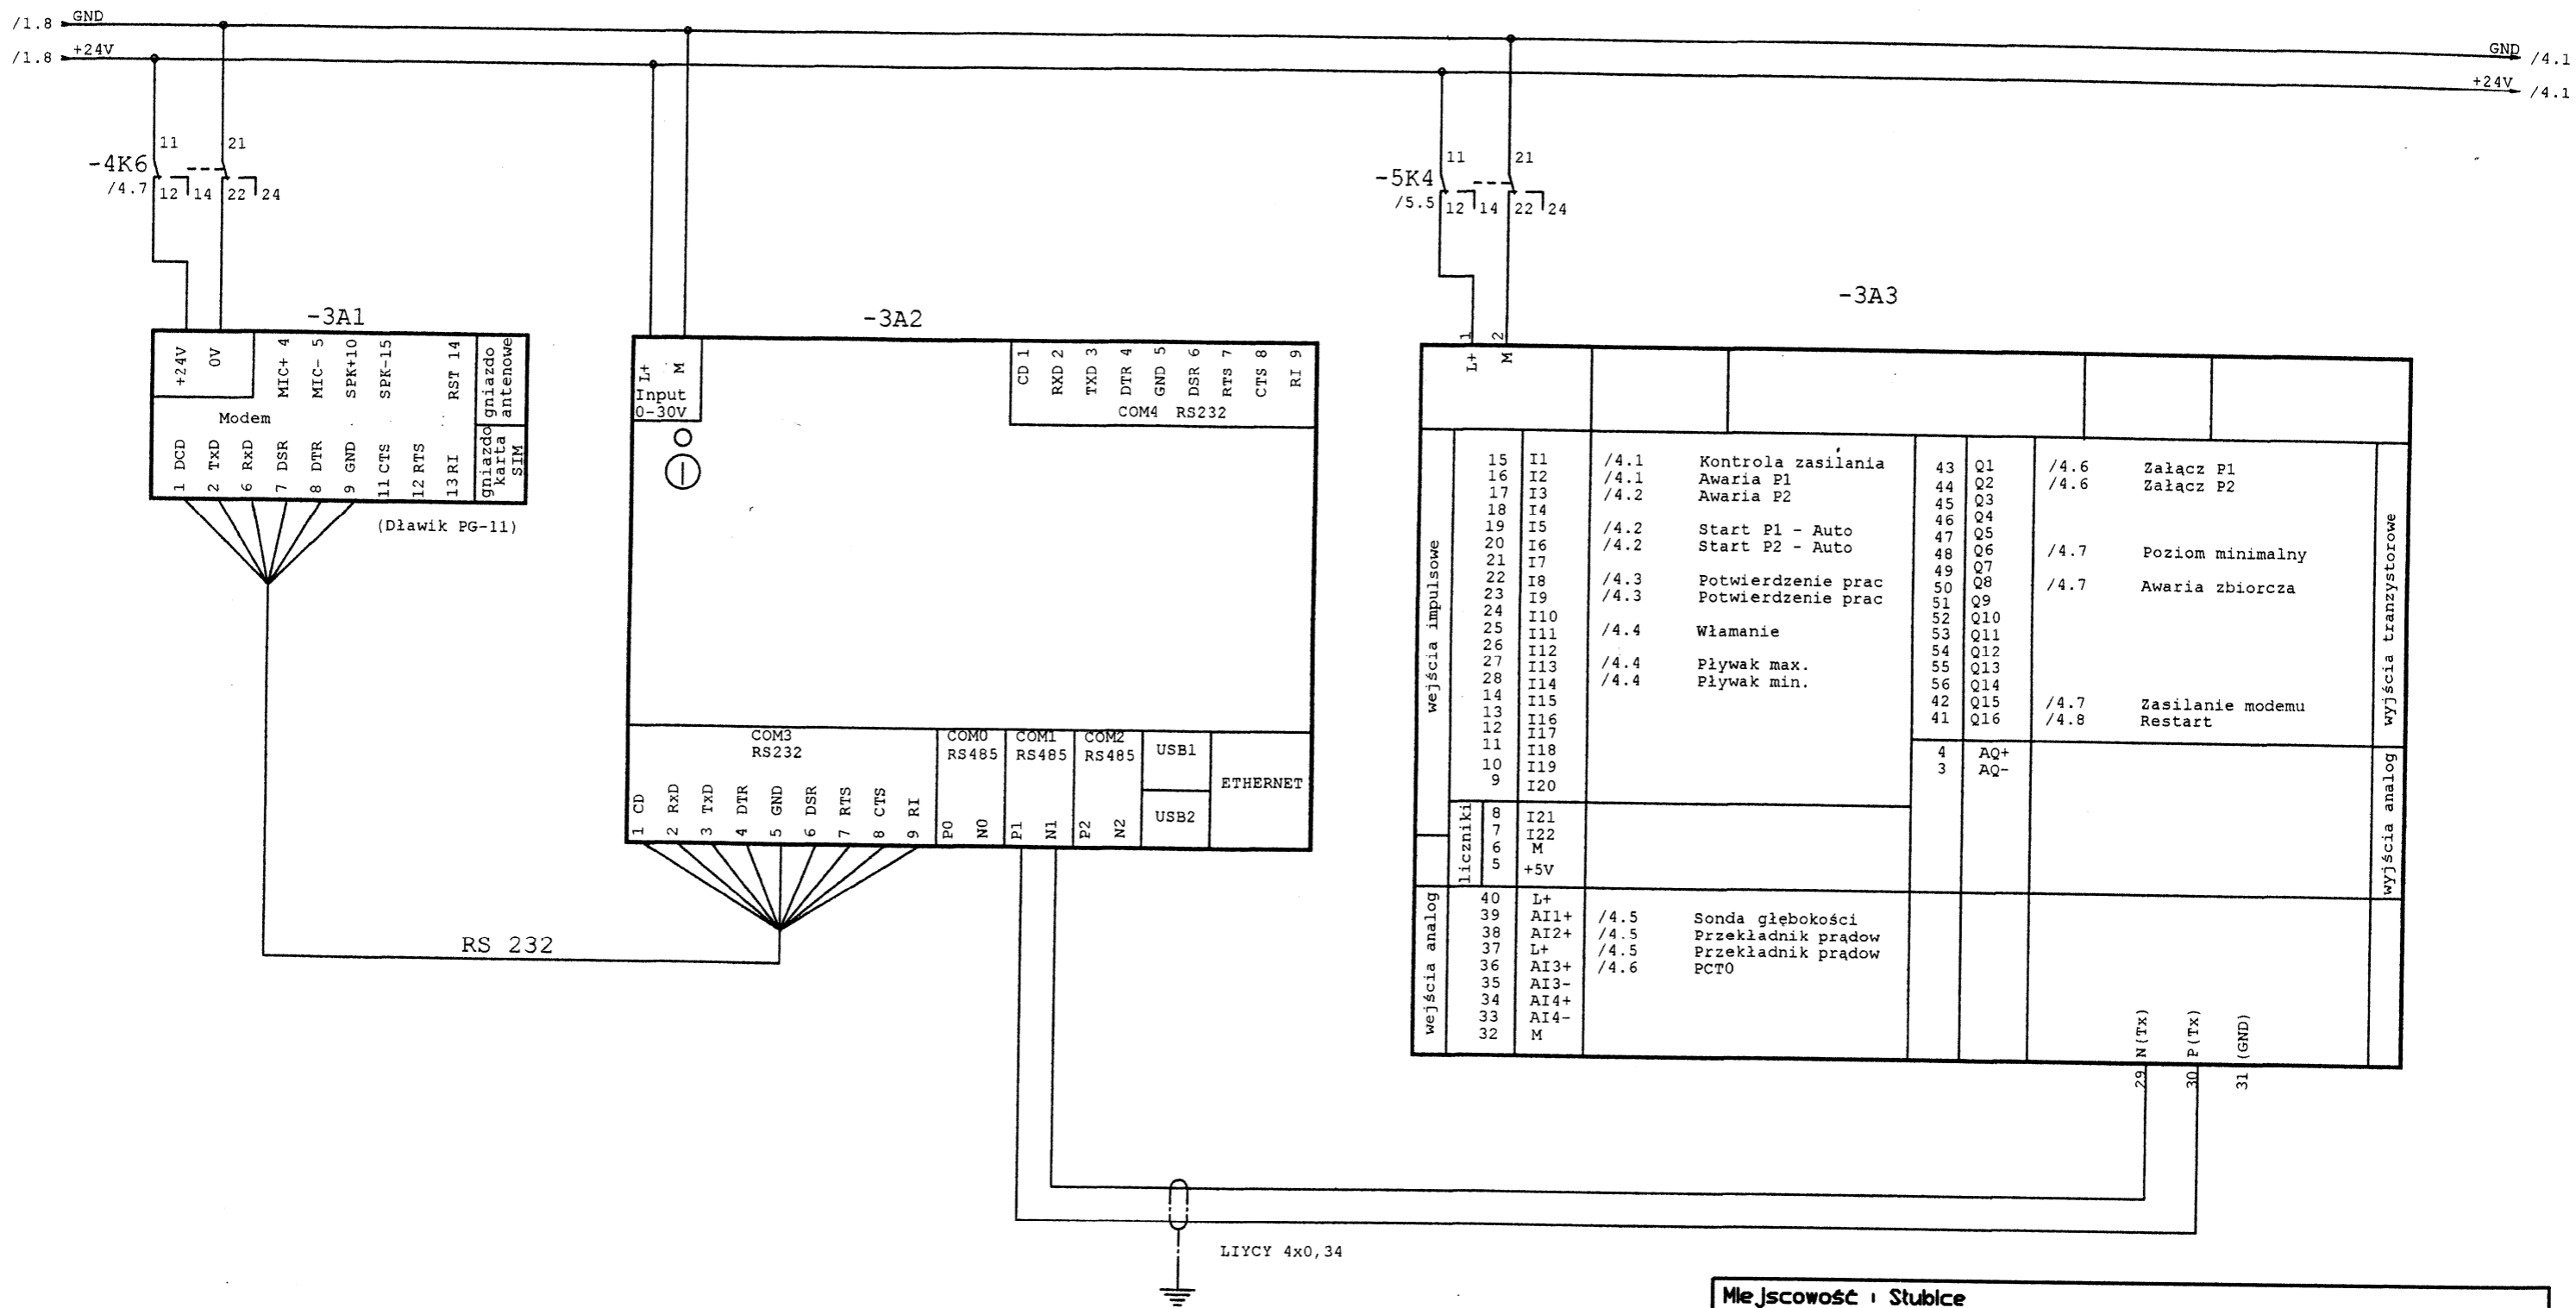 /1.8 GND
/1.8 +24V
GND /4.1
+24V /4.1
11 21
-4K6
/4.7 12 14 22 24
11 21
-5K4
/5.5 12 14 22 24
-3A1
+24V 0V MIC+ 4 MIC- 5 SPK+10 SPK-15 RST 14
gniazdo antenowe
Modem
1 DCD
2 TxD
6 RxD
7 DSR
8 DTR
9 GND
11 CTS
12 RTS
13 RI
gniazdo karta SIM
(Dławik PG-11)
RS 232
-3A2
L+ M
Input
0-30V
CD 1
RXD 2
TXD 3
DTR 4
GND 5
DSR 6
RTS 7
CTS 8
RI 9
COM4 RS232
COM3
RS232
1 CD
2 RxD
3 TxD
4 DTR
5 GND
6 DSR
7 RTS
8 CTS
9 RI
COM0
RS485
P0 N0
COM1
RS485
P1 N1
COM2
RS485
P2 N2
USB1
USB2
ETHERNET
-3A3
1 2
L+ M
wejścia impulsowe
15 I1 /4.1 Kontrola zasilania
16 I2 /4.1 Awaria P1
17 I3 /4.2 Awaria P2
18 I4
19 I5 /4.2 Start P1 - Auto
20 I6 /4.2 Start P2 - Auto
21 I7
22 I8 /4.3 Potwierdzenie prac
23 I9 /4.3 Potwierdzenie prac
24 I10
25 I11 /4.4 Włamanie
26 I12
27 I13 /4.4 Pływak max.
28 I14 /4.4 Pływak min.
14 I15
13 I16
12 I17
11 I18
10 I19
9 I20
liczniki
8 I21
7 I22
6 M
5 +5V
wejścia analog
40 L+
39 AI1+ /4.5 Sonda głębokości
38 AI2+ /4.5 Przekładnik prądow
37 L+ /4.5 Przekładnik prądow
36 AI3+ /4.6 PCT0
35 AI3-
34 AI4+
33 AI4-
32 M
43 Q1 /4.6 Załącz P1
44 Q2 /4.6 Załącz P2
45 Q3
46 Q4
47 Q5
48 Q6 /4.7 Poziom minimalny
49 Q7
50 Q8 /4.7 Awaria zbiorcza
51 Q9
52 Q10
53 Q11
54 Q12
55 Q13
56 Q14
42 Q15 /4.7 Zasilanie modemu
41 Q16 /4.8 Restart
wyjścia tranzystorowe
4 AQ+
3 AQ-
wyjścia analog
29 N(Tx)
30 P(Tx)
31 (GND)
LIYCY 4x0,34
Miejscowość : Słubice